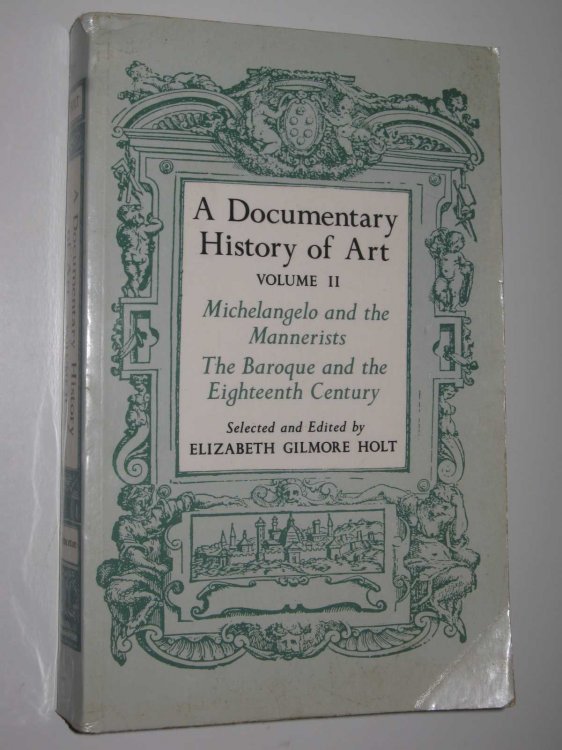 A Documentary
History of Art
VOLUME II
Michelangelo and the
Mannerists
The Baroque and the
Eighteenth Century
Selected and Edited by
ELIZABETH GILMORE HOLT
HOLT
A Documentary History